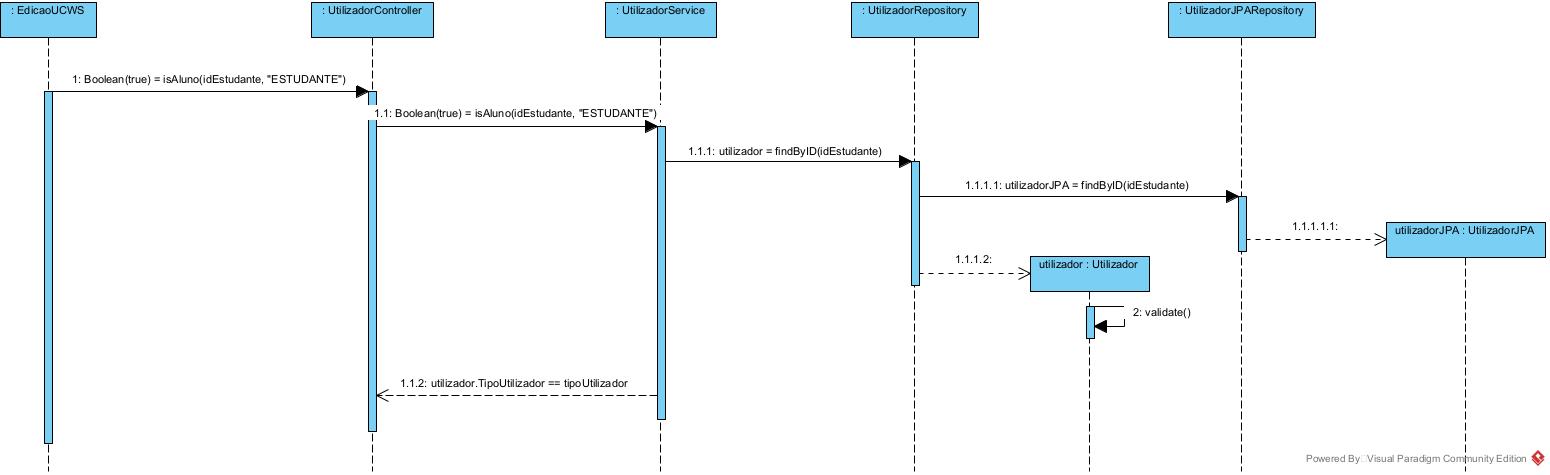 : EdicaoUCWS
: UtilizadorController
: UtilizadorService
: UtilizadorRepository
: UtilizadorJPARepository
1: Boolean(true) = isAluno(idEstudante, "ESTUDANTE")
1.1: Boolean(true) = isAluno(idEstudante, "ESTUDANTE")
1.1.1: utilizador = findByID(idEstudante)
1.1.1.1: utilizadorJPA = findByID(idEstudante)
1.1.1.1.1:
utilizadorJPA : UtilizadorJPA
1.1.1.2:
utilizador : Utilizador
2: validate()
1.1.2: utilizador.TipoUtilizador == tipoUtilizador
Powered By Visual Paradigm Community Edition